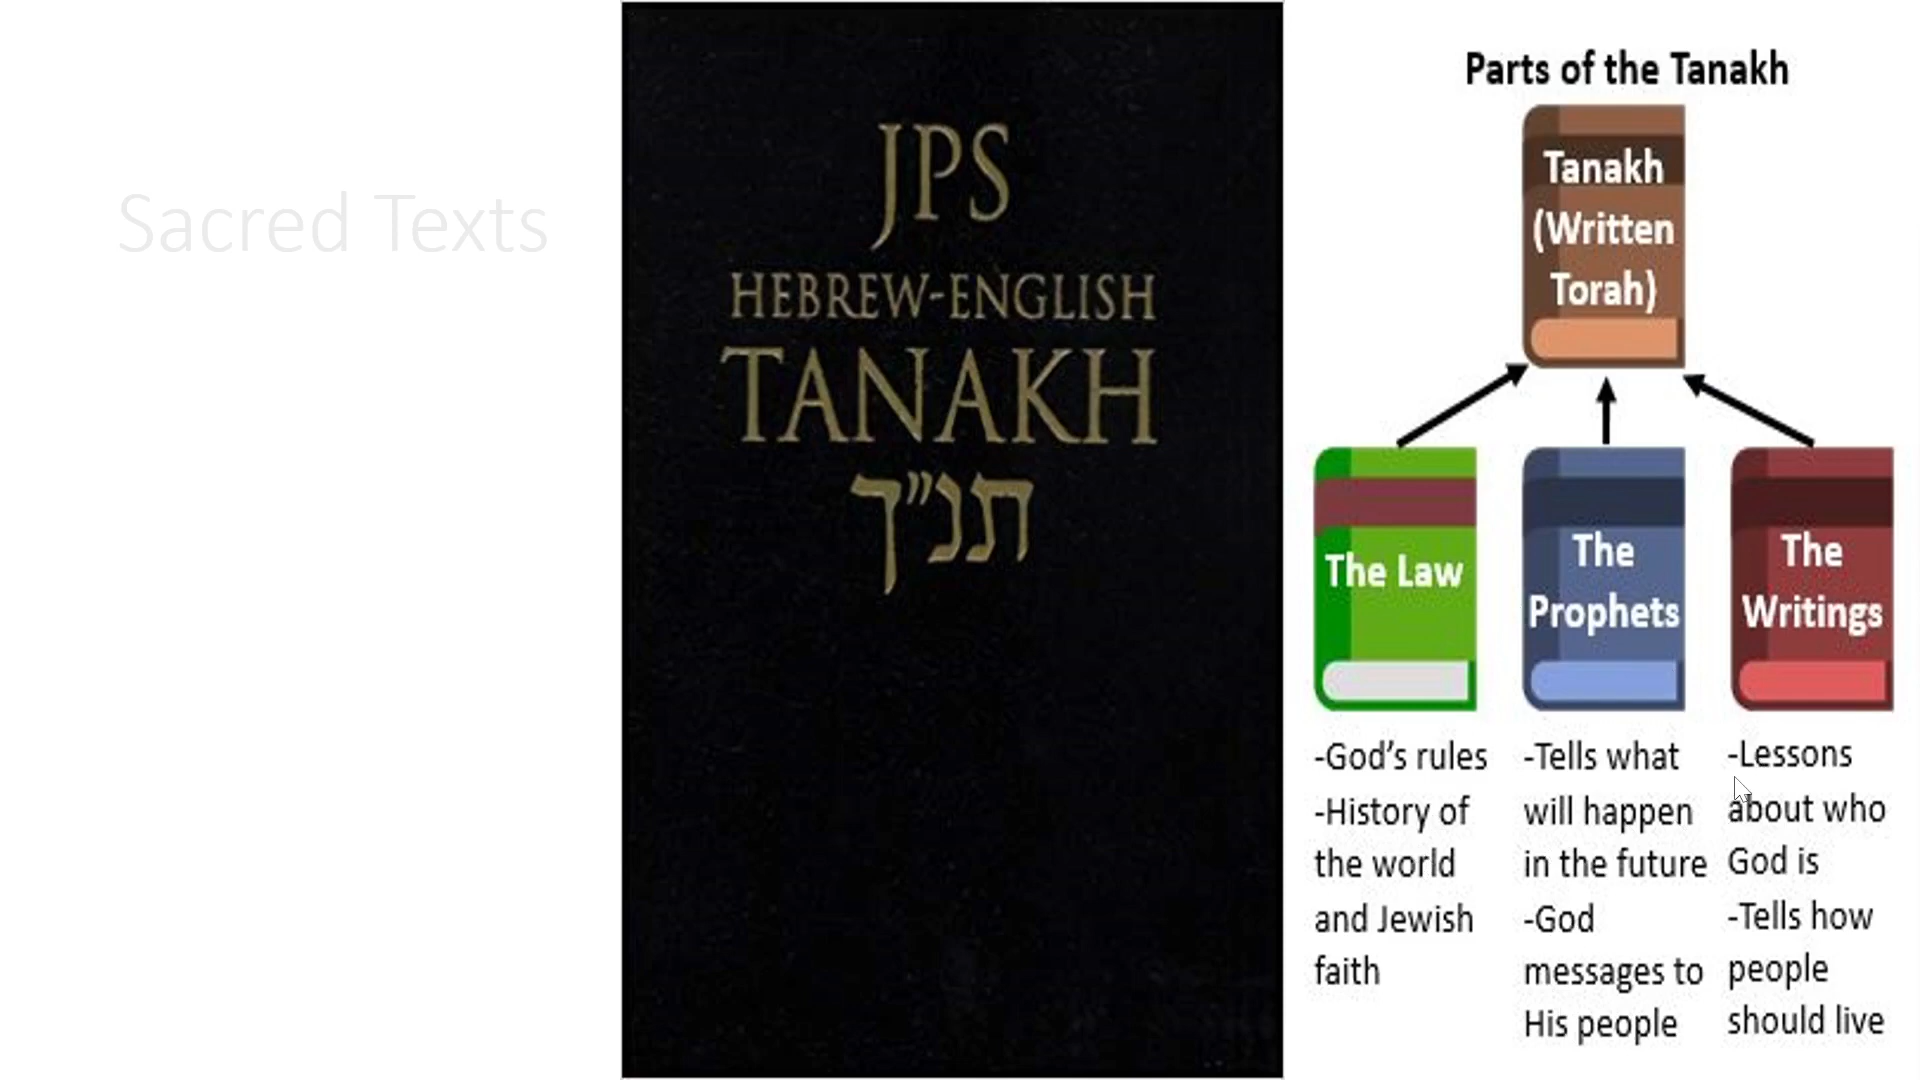 Sacred Texts
JPS
HEBREW-ENGLISH
TANAKH
תנ״ך
Parts of the Tanakh
Tanakh
(Written
Torah)
The Law
The
Prophets
The
Writings
-God’s rules
-History of
the world
and Jewish
faith
-Tells what
will happen
in the future
-God
messages to
His people
-Lessons
about who
God is
-Tells how
people
should live